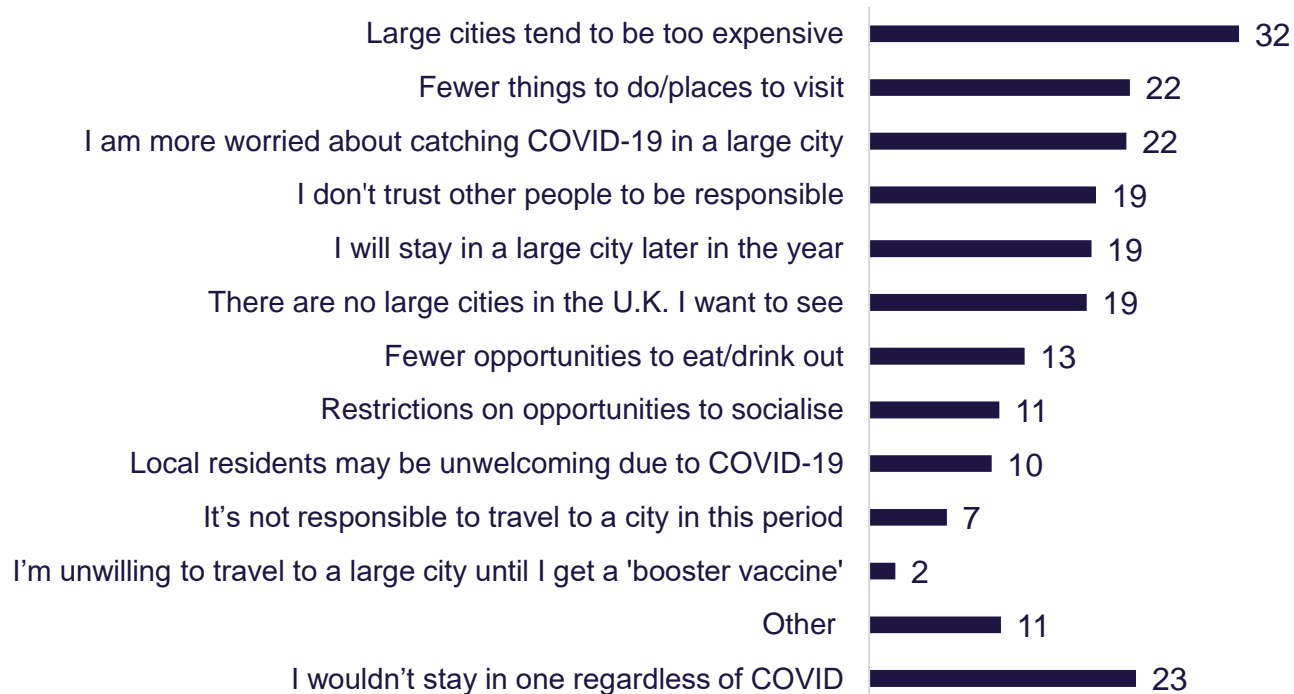 Large cities tend to be too expensive 32
Fewer things to do/places to visit 22
I am more worried about catching COVID-19 in a large city 22
I don't trust other people to be responsible 19
I will stay in a large city later in the year 19
There are no large cities in the U.K. I want to see 19
Fewer opportunities to eat/drink out 13
Restrictions on opportunities to socialise 11
Local residents may be unwelcoming due to COVID-19 10
It’s not responsible to travel to a city in this period 7
I’m unwilling to travel to a large city until I get a 'booster vaccine' 2
Other 11
I wouldn’t stay in one regardless of COVID 23